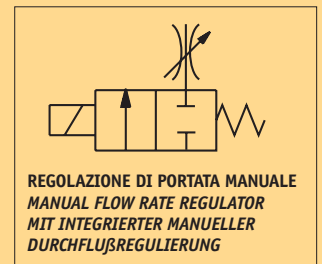 REGOLAZIONE DI PORTATA MANUALE
MANUAL FLOW RATE REGULATOR
MIT INTEGRIERTER MANUELLER
DURCHFLUßREGULIERUNG